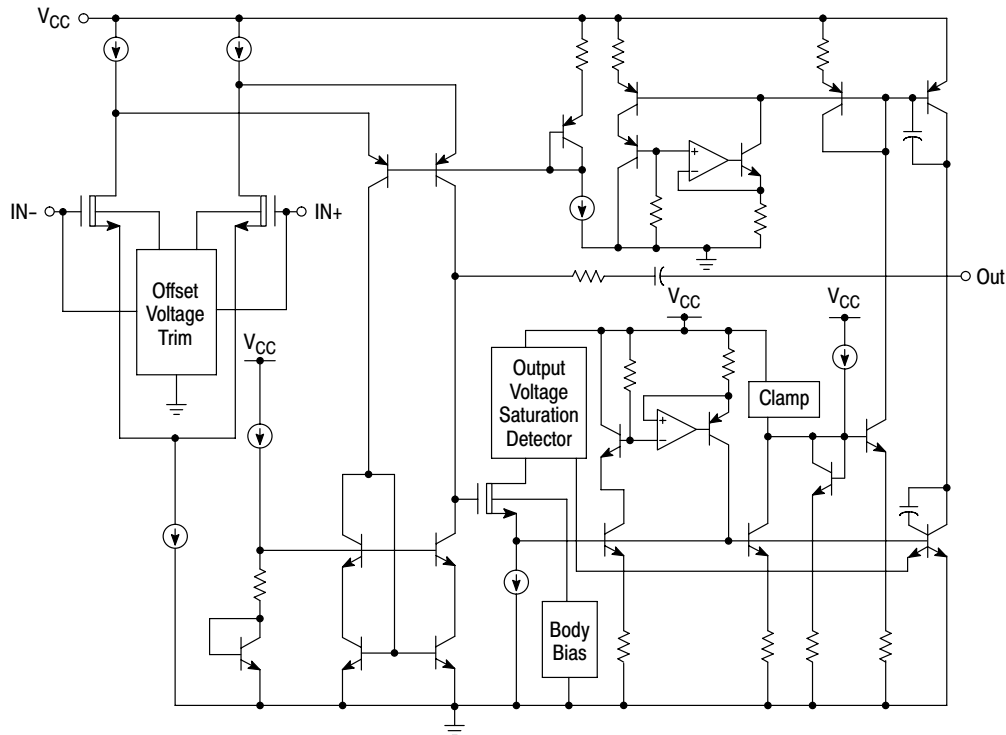 VCC
IN-
IN+
Offset
Voltage
Trim
Out
VCC
VCC
VCC
Output
Voltage
Saturation
Detector
+
-
+
-
Clamp
Body
Bias